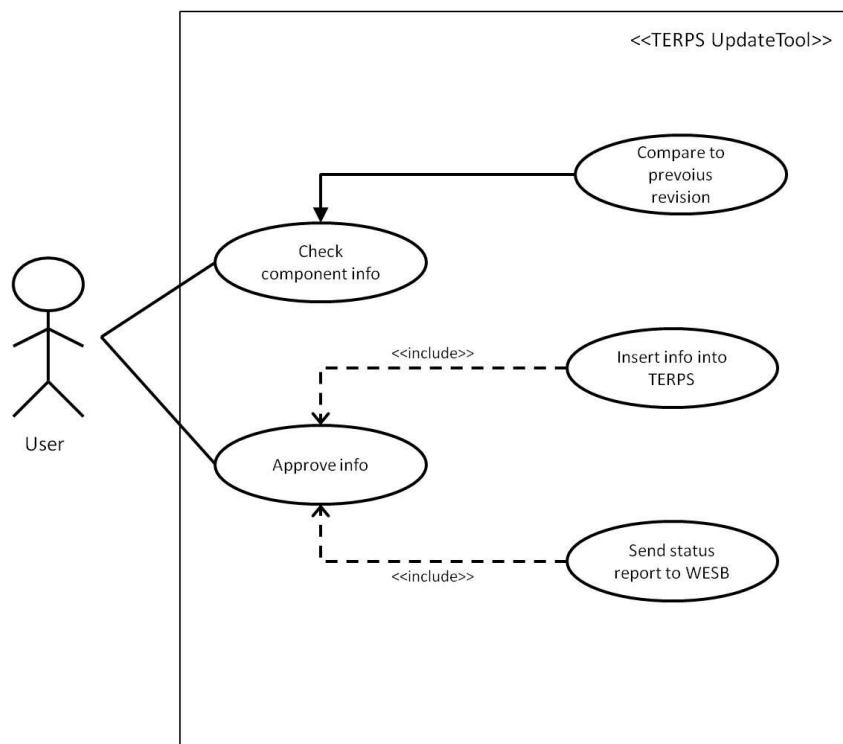 <<TERPS UpdateTool>>
Compare to
prevoius
revision
Check
component info
<<include>>
Insert info into
TERPS
User
Approve info
Send status
report to WESB
<<include>>